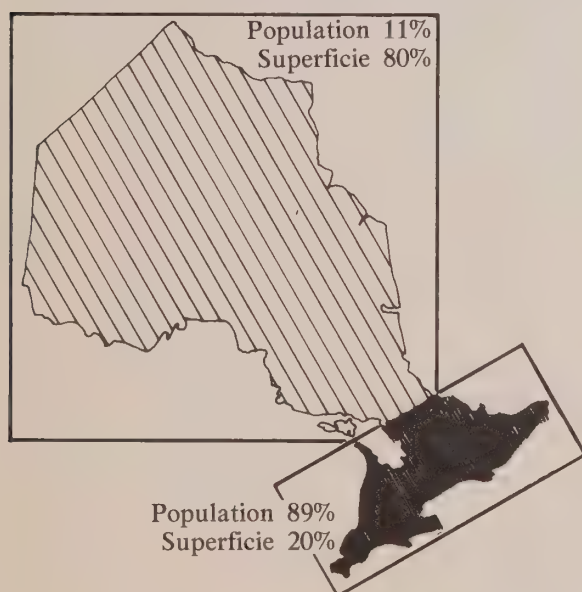 Population 11%
Superficie 80%
Population 89%
Superficie 20%